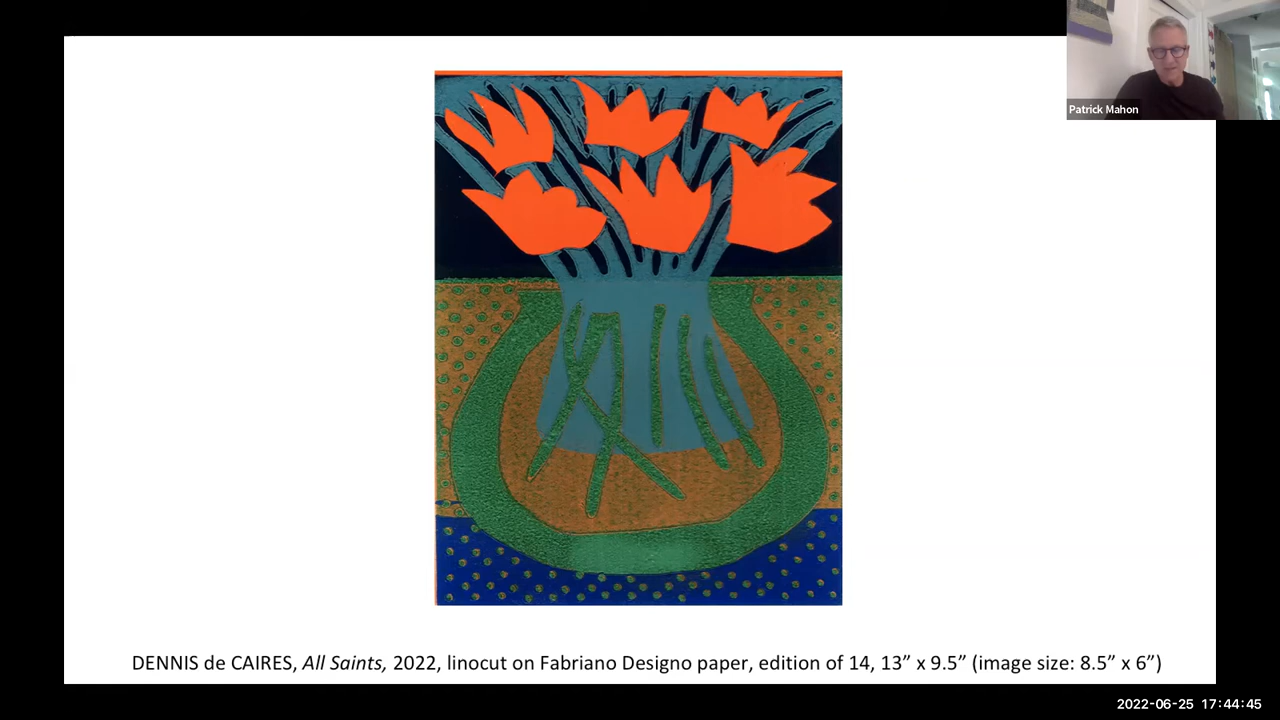 Patrick Mahon
DENNIS de CAIRES, All Saints, 2022, linocut on Fabriano Designo paper, edition of 14, 13” x 9.5” (image size: 8.5” x 6”)
2022-06-25 17:44:45